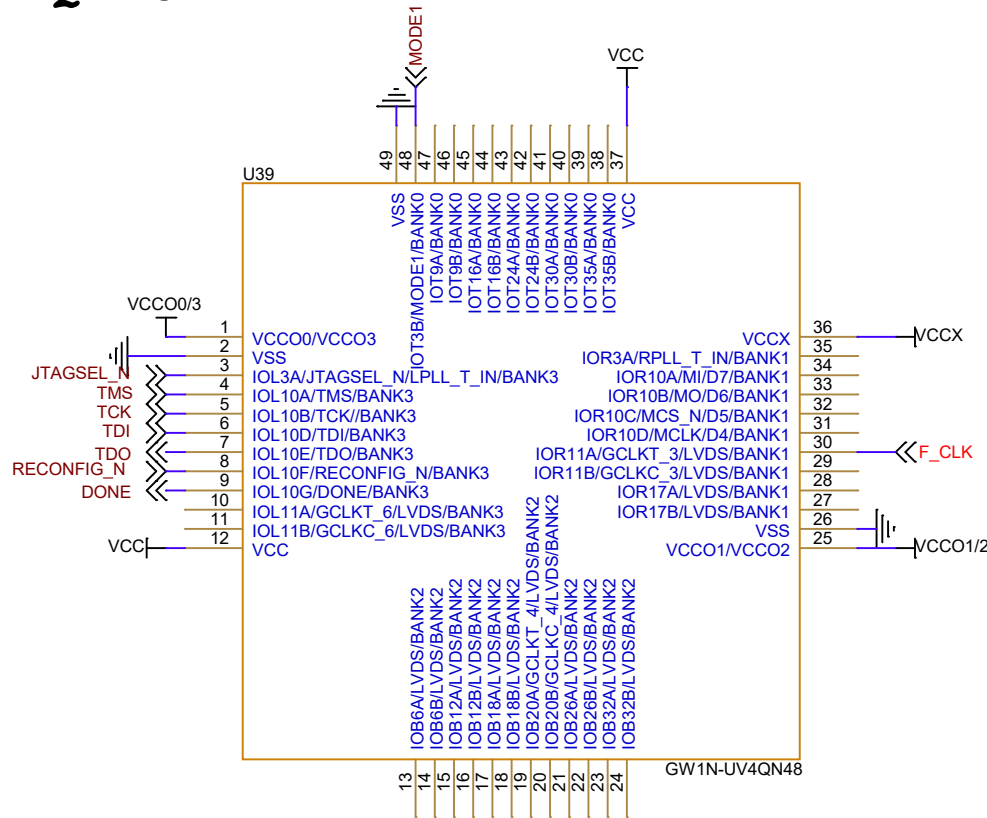 MODE1
VCC
49
48
47
46
45
44
43
42
41
40
39
38
37
U39
VSS
IOT3B/MODE1/BANK0
IOT9A/BANK0
IOT9B/BANK0
IOT16A/BANK0
IOT16B/BANK0
IOT24A/BANK0
IOT24B/BANK0
IOT30A/BANK0
IOT30B/BANK0
IOT35A/BANK0
IOT35B/BANK0
VCC
VCCO0/3
1 VCCO0/VCCO3
2 VSS
JTAGSEL_N 3 IOL3A/JTAGSEL_N/LPLL_T_IN/BANK3
TMS 4 IOL10A/TMS/BANK3
TCK 5 IOL10B/TCK//BANK3
TDI 6 IOL10D/TDI/BANK3
TDO 7 IOL10E/TDO/BANK3
RECONFIG_N 8 IOL10F/RECONFIG_N/BANK3
DONE 9 IOL10G/DONE/BANK3
10 IOL11A/GCLKT_6/LVDS/BANK3
11 IOL11B/GCLKC_6/LVDS/BANK3
VCC 12 VCC
VCCX 36 VCCX
IOR3A/RPLL_T_IN/BANK1 35
IOR10A/MI/D7/BANK1 34
IOR10B/MO/D6/BANK1 33
IOR10C/MCS_N/D5/BANK1 32
IOR10D/MCLK/D4/BANK1 31
IOR11A/GCLKT_3/LVDS/BANK1 30 F_CLK
IOR11B/GCLKC_3/LVDS/BANK1 29
IOR17A/LVDS/BANK1 28
IOR17B/LVDS/BANK1 27
VSS 26
VCCO1/VCCO2 25 VCCO1/2
IOB6A/LVDS/BANK2
IOB6B/LVDS/BANK2
IOB12A/LVDS/BANK2
IOB12B/LVDS/BANK2
IOB18A/LVDS/BANK2
IOB18B/LVDS/BANK2
IOB20A/GCLKT_4/LVDS/BANK2
IOB20B/GCLKC_4/LVDS/BANK2
IOB26A/LVDS/BANK2
IOB26B/LVDS/BANK2
IOB32A/LVDS/BANK2
IOB32B/LVDS/BANK2
GW1N-UV4QN48
13
14
15
16
17
18
19
20
21
22
23
24